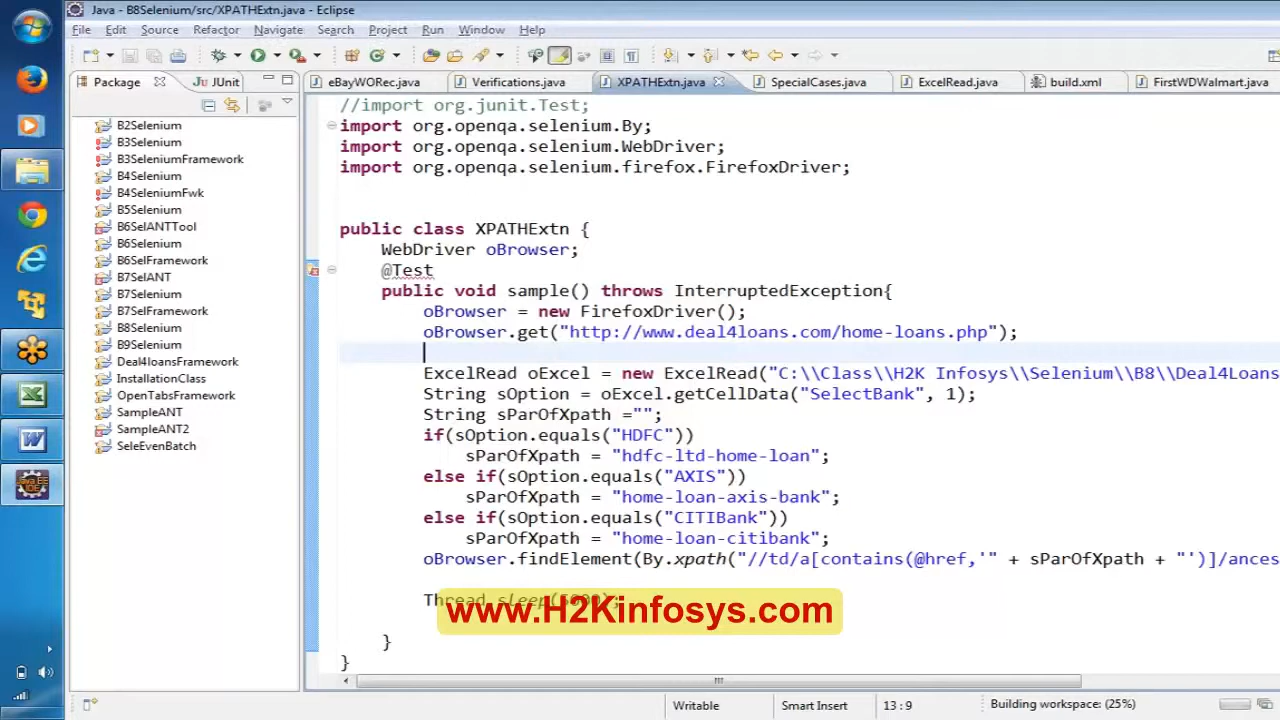 Java - B8Selenium/src/XPATHExtn.java - Eclipse
File Edit Source Refactor Navigate Search Project Run Window Help
Package JUnit eBayWORec.java Verifications.java XPATHExtn.java SpecialCases.java ExcelRead.java build.xml FirstWDWalmart.java
B2Selenium
B3Selenium
B3SeleniumFramework
B4Selenium
B4SeleniumFwk
B5Selenium
B6SelANTTool
B6Selenium
B6SelFramework
B7SelANT
B7Selenium
B7SelFramework
B8Selenium
B9Selenium
Deal4loansFramework
InstallationClass
OpenTabsFramework
SampleANT
SampleANT2
SeleEvenBatch
//import org.junit.Test;
import org.openqa.selenium.By;
import org.openqa.selenium.WebDriver;
import org.openqa.selenium.firefox.FirefoxDriver;
public class XPATHExtn {
WebDriver oBrowser;
@Test
public void sample() throws InterruptedException{
oBrowser = new FirefoxDriver();
oBrowser.get("http://www.deal4loans.com/home-loans.php");
ExcelRead oExcel = new ExcelRead("C:\\Class\\H2K Infosys\\Selenium\\B8\\Deal4Loans
String sOption = oExcel.getCellData("SelectBank", 1);
String sParOfXpath ="";
if(sOption.equals("HDFC"))
sParOfXpath = "hdfc-ltd-home-loan";
else if(sOption.equals("AXIS"))
sParOfXpath = "home-loan-axis-bank";
else if(sOption.equals("CITIBank"))
sParOfXpath = "home-loan-citibank";
oBrowser.findElement(By.xpath("//td/a[contains(@href,'" + sParOfXpath + "')]/ances
Thread
www.H2Kinfosys.com
}
}
Writable Smart Insert 13:9 Building workspace: (25%)